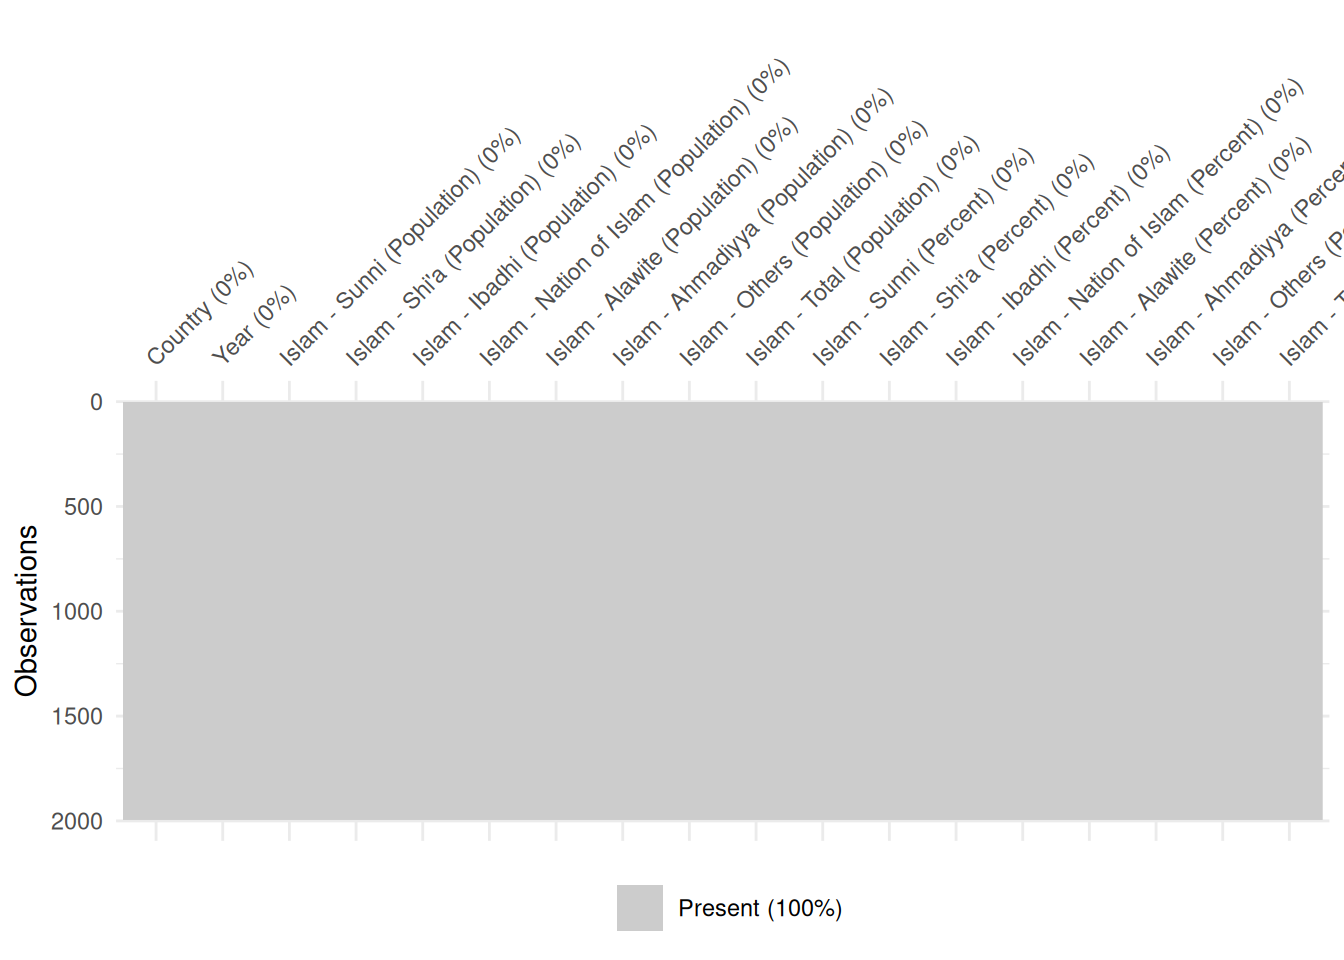 Country (0%)
Year (0%)
Islam - Sunni (Population) (0%)
Islam - Shi'a (Population) (0%)
Islam - Ibadhi (Population) (0%)
Islam - Nation of Islam (Population) (0%)
Islam - Alawite (Population) (0%)
Islam - Ahmadiyya (Population) (0%)
Islam - Others (Population) (0%)
Islam - Total (Population) (0%)
Islam - Sunni (Percent) (0%)
Islam - Shi'a (Percent) (0%)
Islam - Ibadhi (Percent) (0%)
Islam - Nation of Islam (Percent) (0%)
Islam - Alawite (Percent) (0%)
Islam - Ahmadiyya (Percen
Islam - Others (Pe
Islam - T
0
500
1000
1500
2000
Observations
Present (100%)